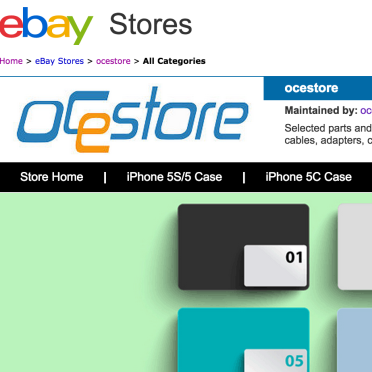 ebay Stores
Home > eBay Stores > ocestore > All Categories
ocestore
ocestore
Maintained by: oc
Selected parts and
cables, adapters, c
Store Home | iPhone 5S/5 Case | iPhone 5C Case
01
05